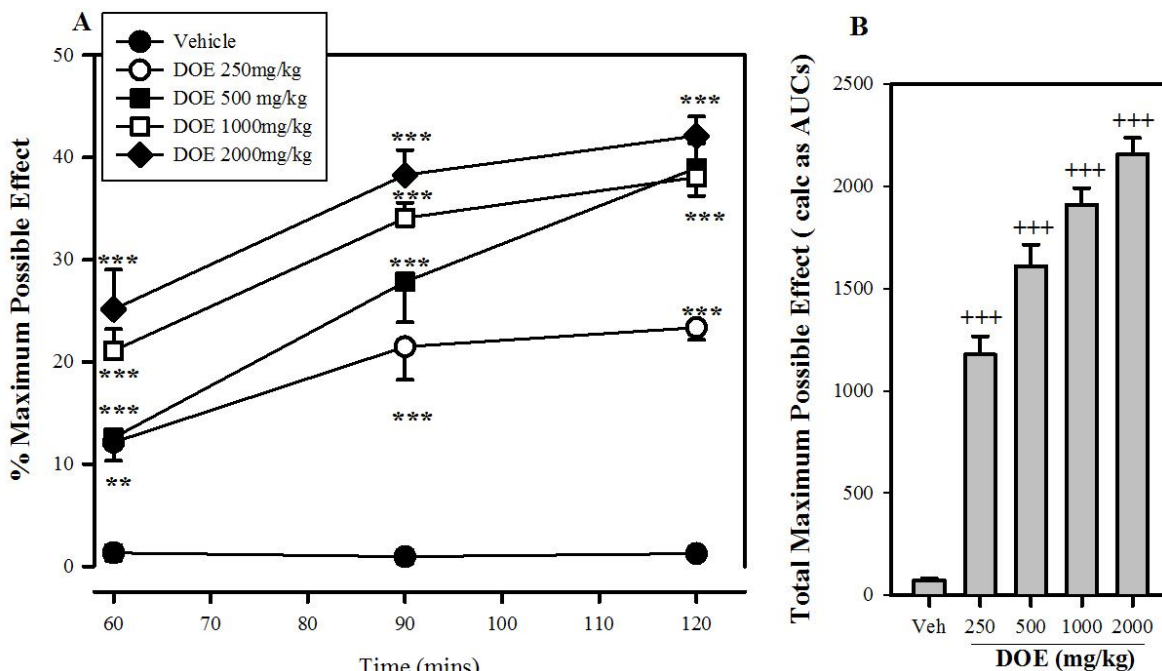 A
Vehicle
DOE 250mg/kg
DOE 500 mg/kg
DOE 1000mg/kg
DOE 2000mg/kg
% Maximum Possible Effect
50
40
30
20
10
0
***
***
***
***
***
***
***
***
***
***
**
***
60 70 80 90 100 110 120
Time (mins)
B
Total Maximum Possible Effect ( calc as AUCs)
2500
2000
1500
1000
500
0
+++
+++
+++
+++
Veh 250 500 1000 2000
DOE (mg/kg)